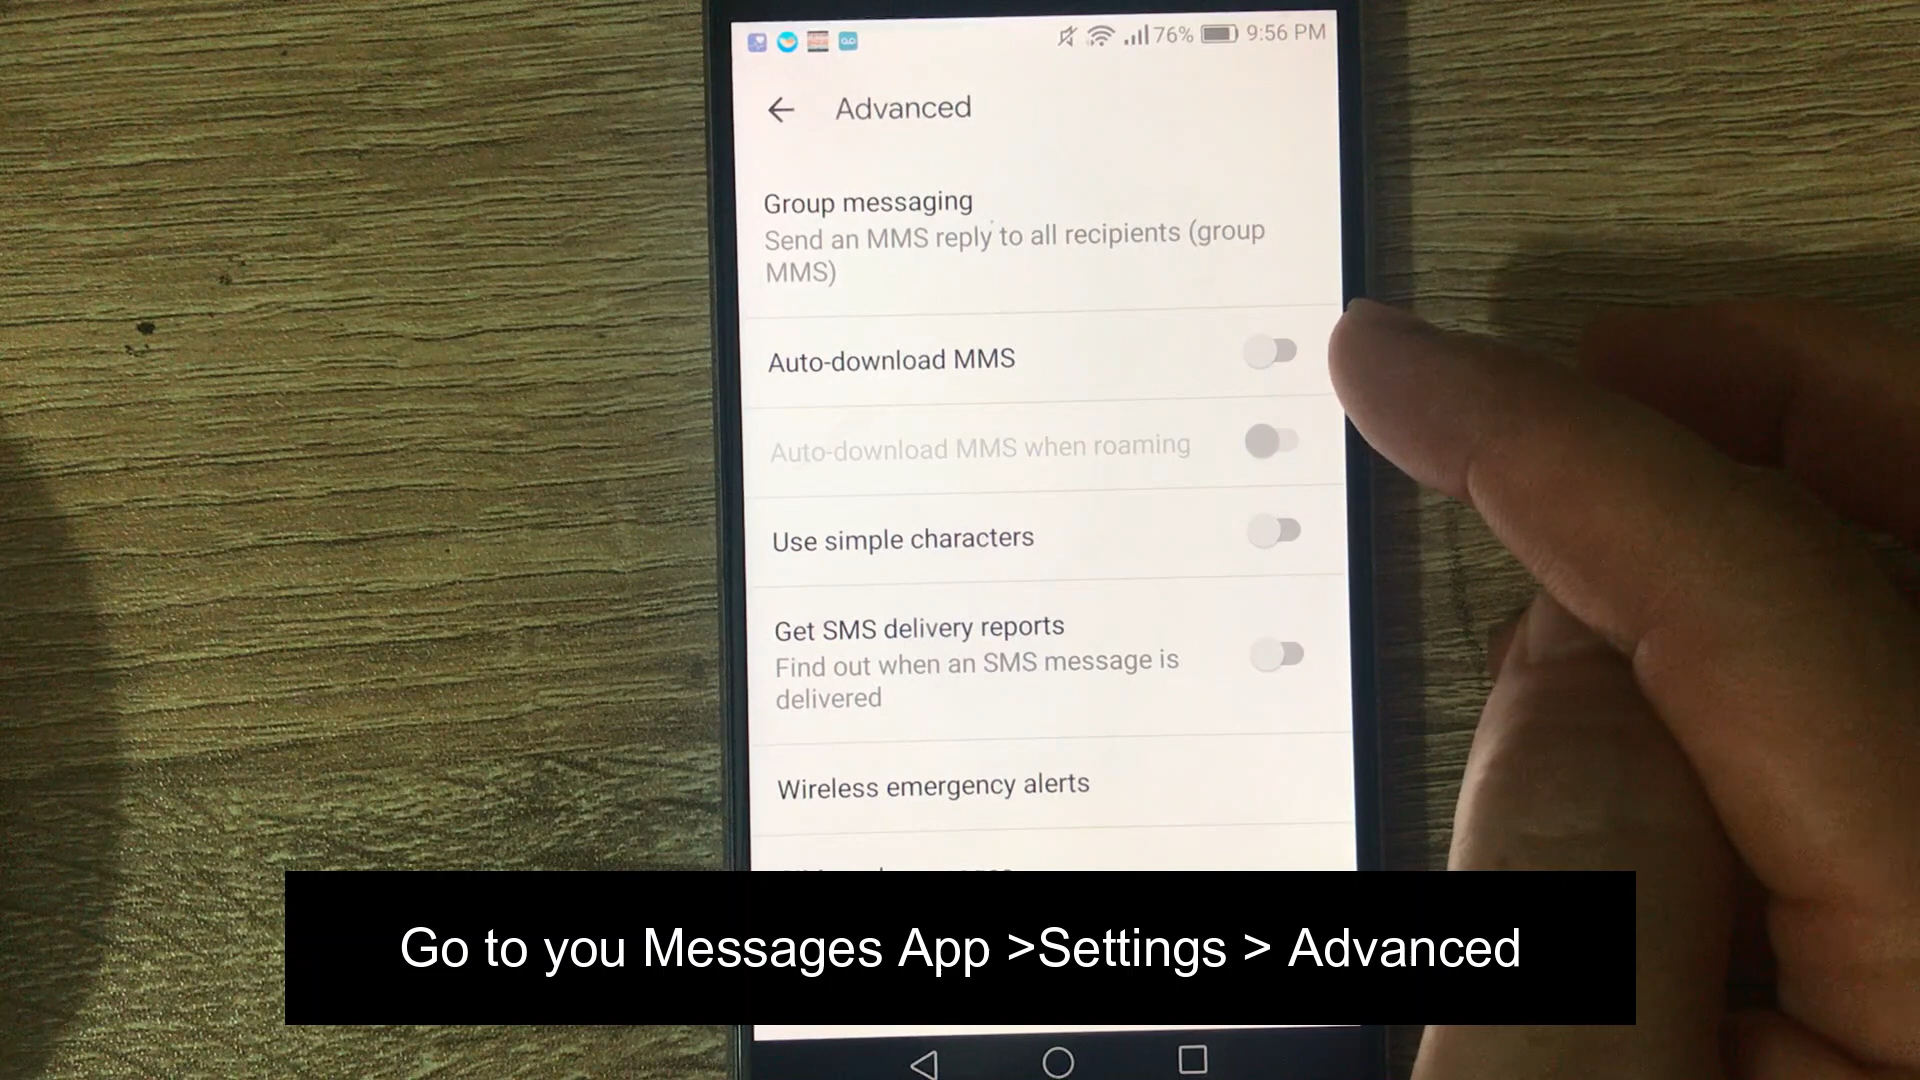 76% 9:56 PM
Advanced
Group messaging
Send an MMS reply to all recipients (group
MMS)
Auto-download MMS
Auto-download MMS when roaming
Use simple characters
Get SMS delivery reports
Find out when an SMS message is
delivered
Wireless emergency alerts
Go to you Messages App >Settings > Advanced